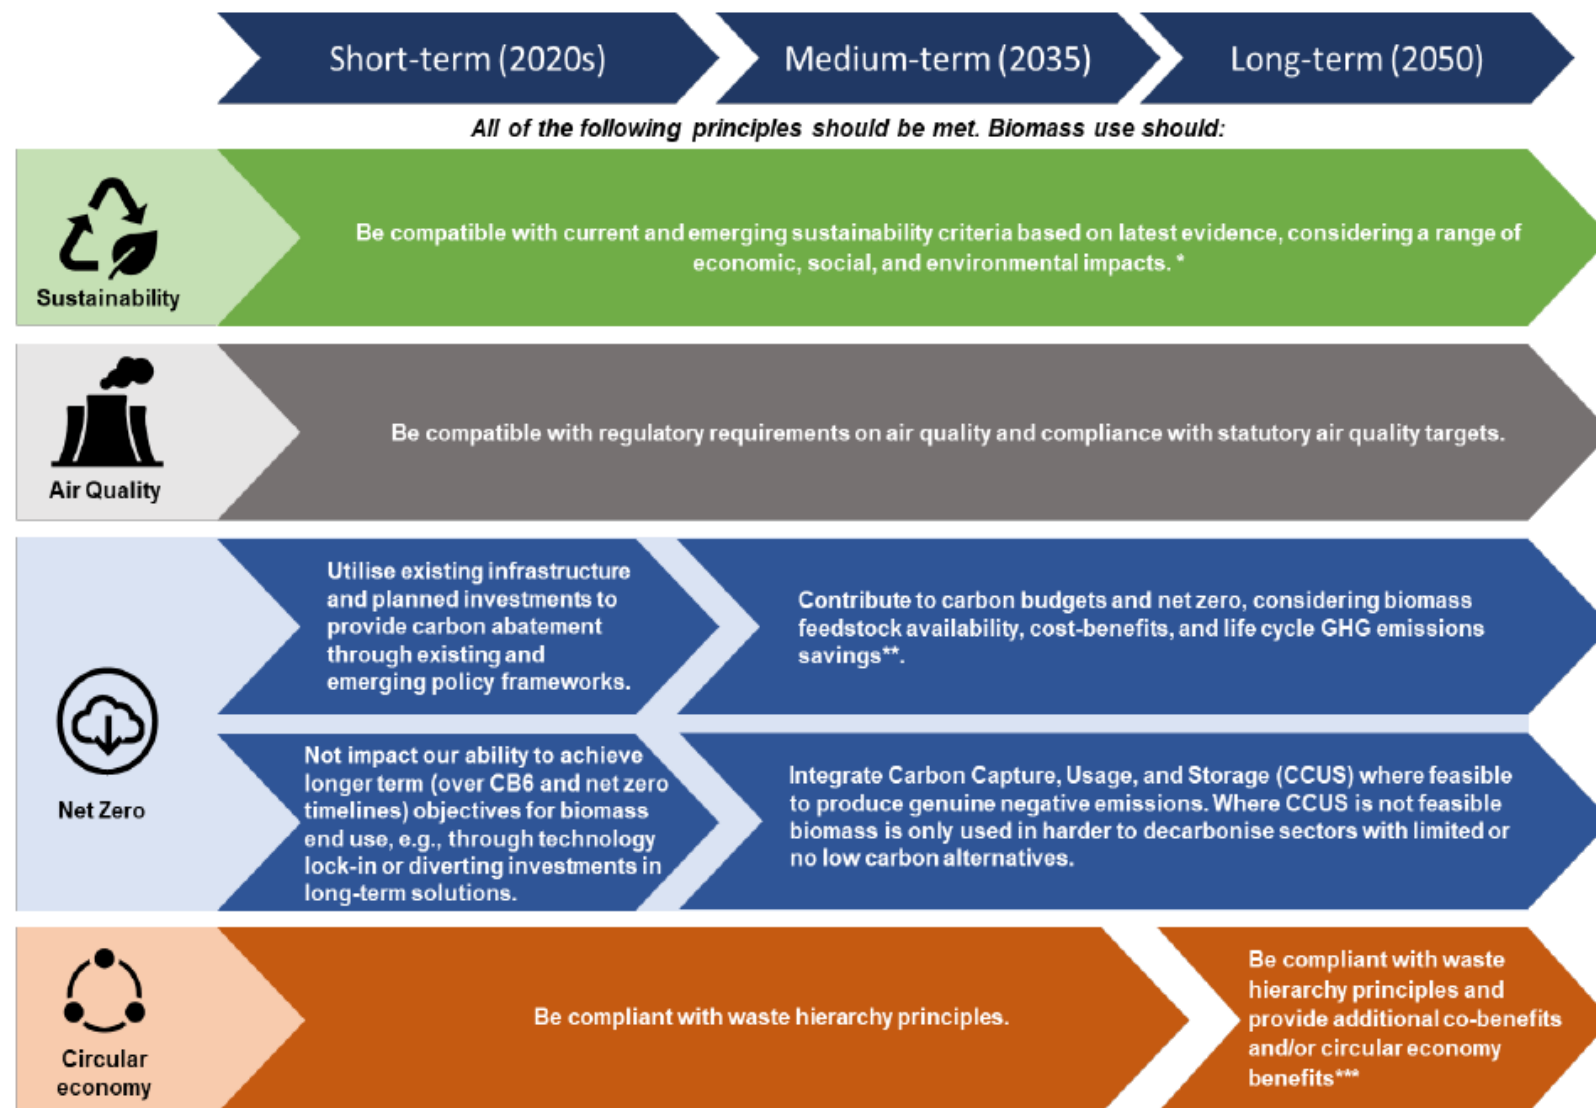 Short-term (2020s)
Medium-term (2035)
Long-term (2050)
All of the following principles should be met. Biomass use should:
Sustainability
Be compatible with current and emerging sustainability criteria based on latest evidence, considering a range of
economic, social, and environmental impacts. *
Air Quality
Be compatible with regulatory requirements on air quality and compliance with statutory air quality targets.
Net Zero
Utilise existing infrastructure
and planned investments to
provide carbon abatement
through existing and
emerging policy frameworks.
Contribute to carbon budgets and net zero, considering biomass
feedstock availability, cost-benefits, and life cycle GHG emissions
savings**.
Not impact our ability to achieve
longer term (over CB6 and net zero
timelines) objectives for biomass
end use, e.g., through technology
lock-in or diverting investments in
long-term solutions.
Integrate Carbon Capture, Usage, and Storage (CCUS) where feasible
to produce genuine negative emissions. Where CCUS is not feasible
biomass is only used in harder to decarbonise sectors with limited or
no low carbon alternatives.
Circular
economy
Be compliant with waste hierarchy principles.
Be compliant with waste
hierarchy principles and
provide additional co-benefits
and/or circular economy
benefits***